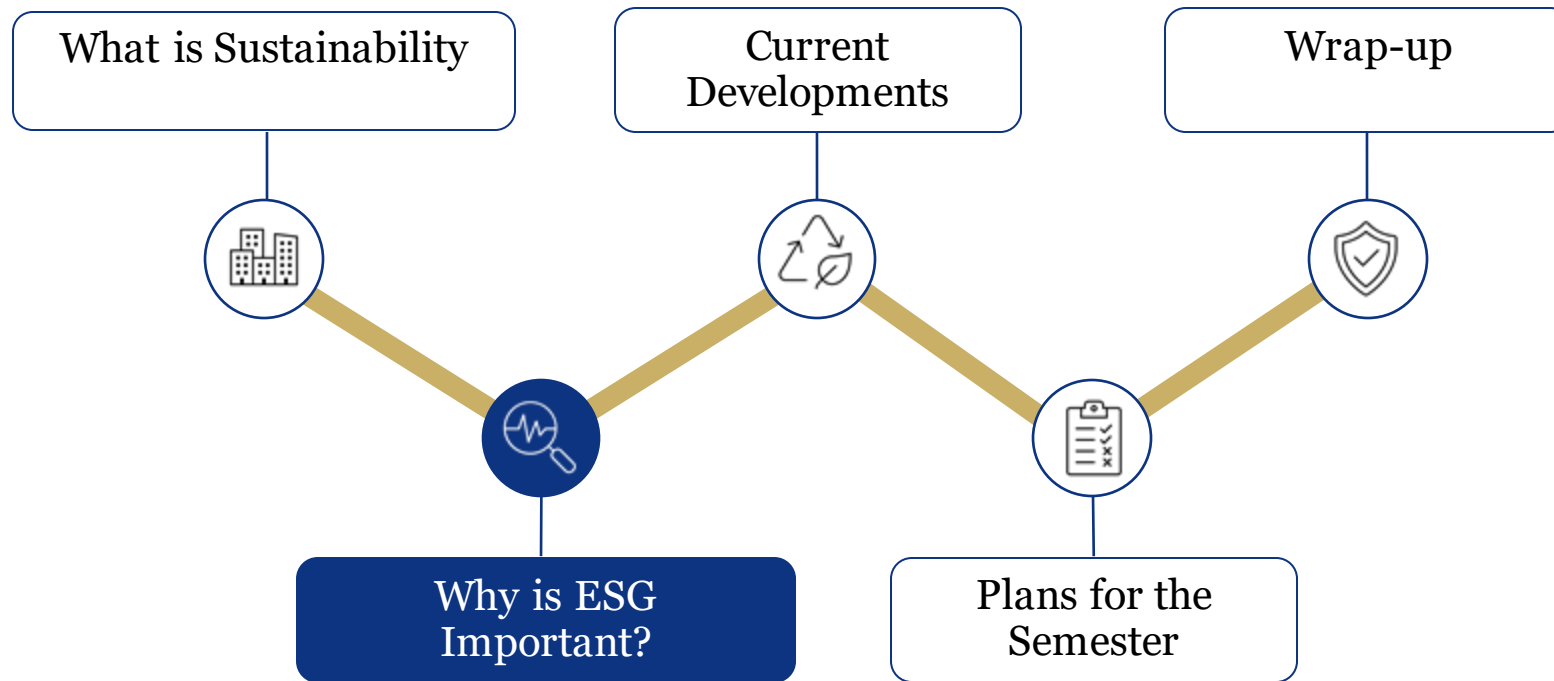 What is Sustainability
Current
Developments
Wrap-up
Why is ESG
Important?
Plans for the
Semester